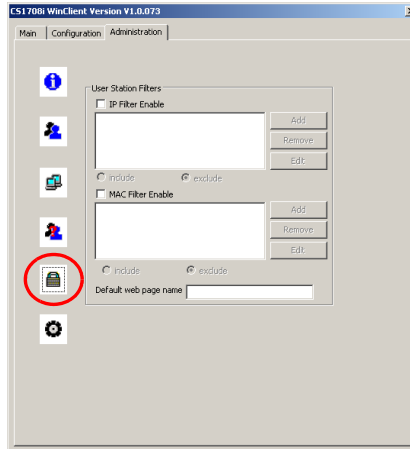 CS1708i WinClient Version V1.0.073
Main Configuration Administration
User Station Filters
IP Filter Enable
Add
Remove
Edit
include exclude
MAC Filter Enable
Add
Remove
Edit
include exclude
Default web page name